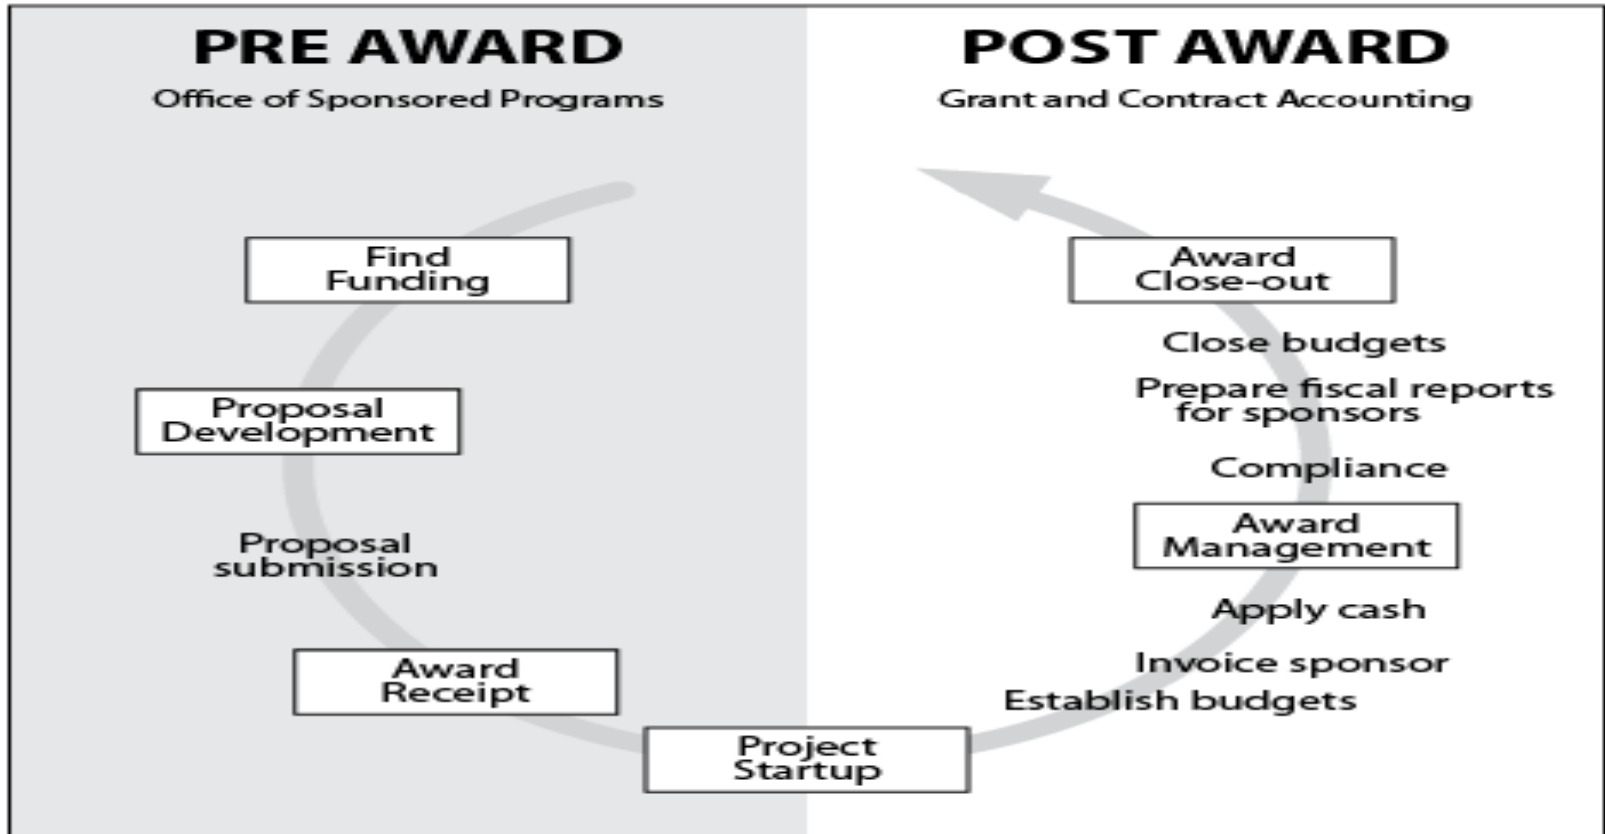 PRE AWARD
Office of Sponsored Programs
Find
Funding
Proposal
Development
Proposal
submission
Award
Receipt
Project
Startup
POST AWARD
Grant and Contract Accounting
Award
Close-out
Close budgets
Prepare fiscal reports
for sponsors
Compliance
Award
Management
Apply cash
Invoice sponsor
Establish budgets